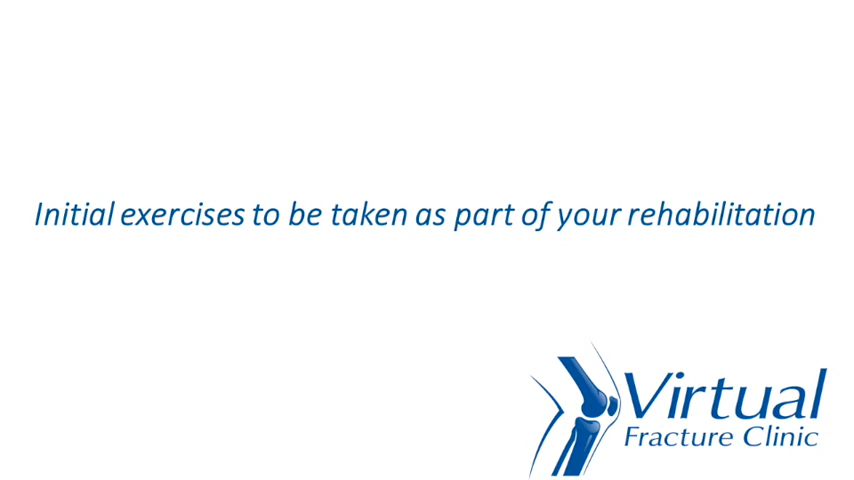 Initial exercises to be taken as part of your rehabilitation
Virtual
Fracture Clinic